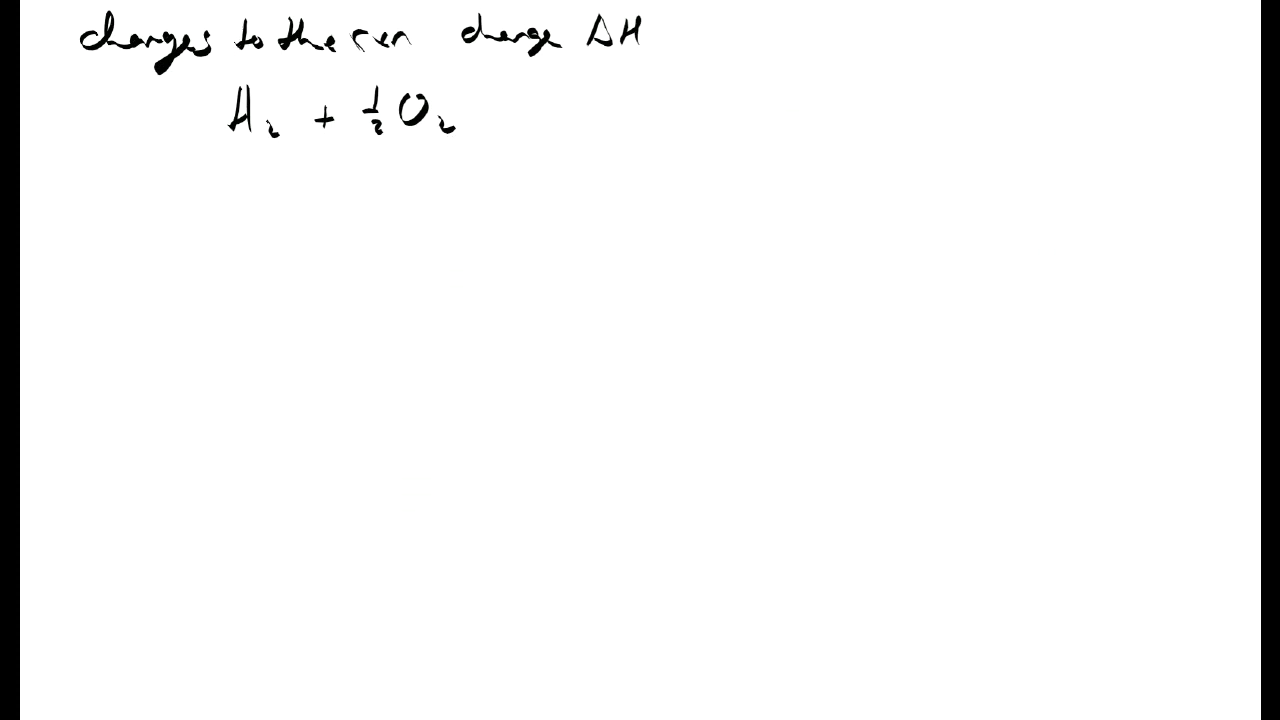 changes to the rxn change ΔH
H₂ + ½O₂